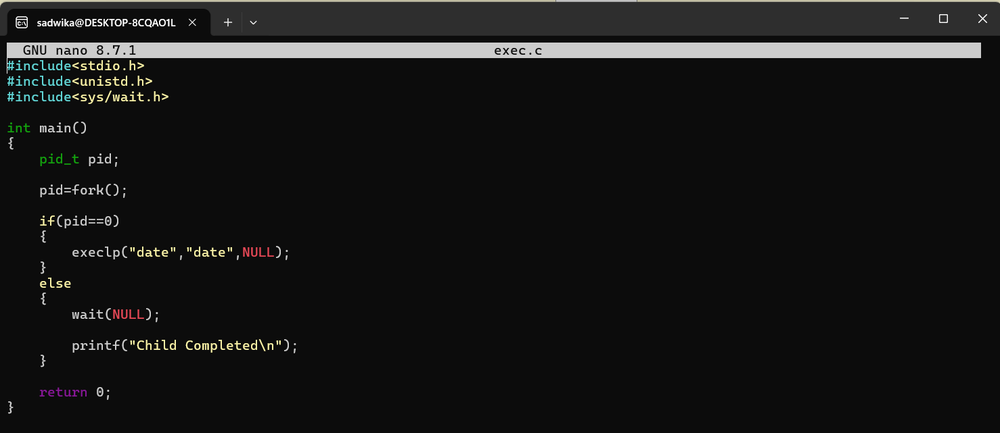 sadwika@DESKTOP-8CQAO1L
GNU nano 8.7.1 exec.c
#include<stdio.h>
#include<unistd.h>
#include<sys/wait.h>
int main()
{
    pid_t pid;
    pid=fork();
    if(pid==0)
    {
        execlp("date","date",NULL);
    }
    else
    {
        wait(NULL);
        printf("Child Completed\n");
    }
    return 0;
}